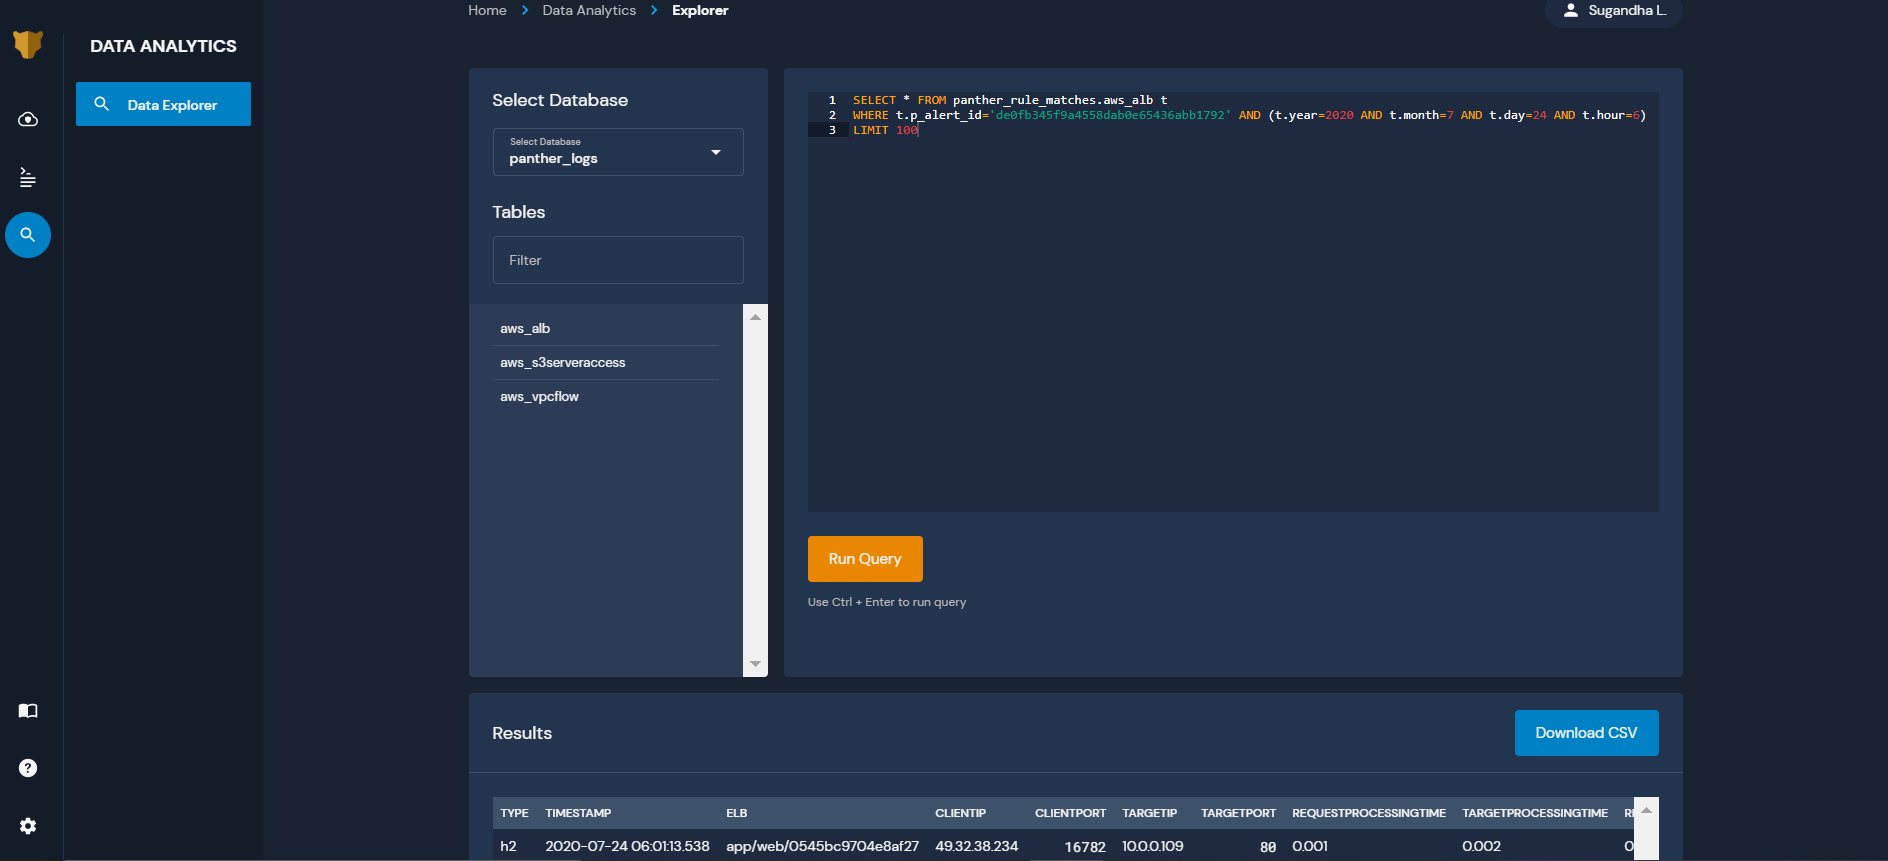 Home > Data Analytics > Explorer
Sugandha L.
DATA ANALYTICS
Data Explorer
Select Database
Select Database
panther_logs
Tables
Filter
aws_alb
aws_s3serveraccess
aws_vpcflow
1 SELECT * FROM panther_rule_matches.aws_alb t
2 WHERE t.p_alert_id='de0fb345f9a4558dab0e65436abb1792' AND (t.year=2020 AND t.month=7 AND t.day=24 AND t.hour=6)
3 LIMIT 100
Run Query
Use Ctrl + Enter to run query
Results
Download CSV
TYPE TIMESTAMP ELB CLIENTIP CLIENTPORT TARGETIP TARGETPORT REQUESTPROCESSINGTIME TARGETPROCESSINGTIME
h2 2020-07-24 06:01:13.538 app/web/0545bc9704e8af27 49.32.38.234 16782 10.0.0.109 80 0.001 0.002 0